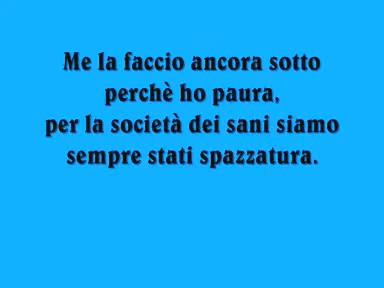 Me la faccio ancora sotto
perchè ho paura,
per la società dei sani siamo
sempre stati spazzatura.